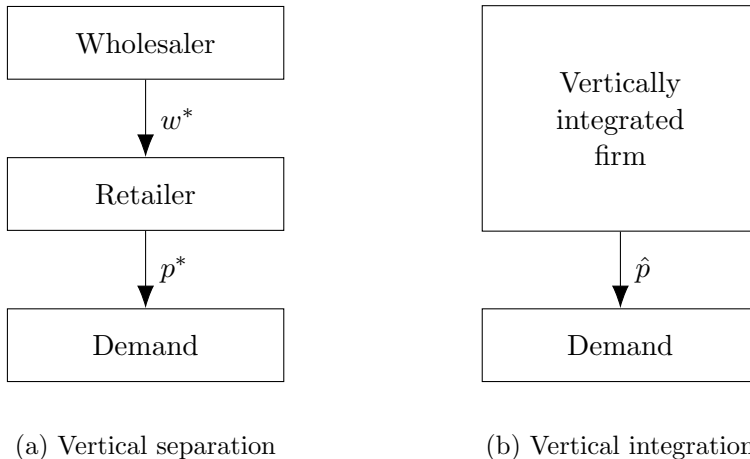 Wholesaler
w*
Retailer
p*
Demand
(a) Vertical separation
Vertically
integrated
firm
p̂
Demand
(b) Vertical integration